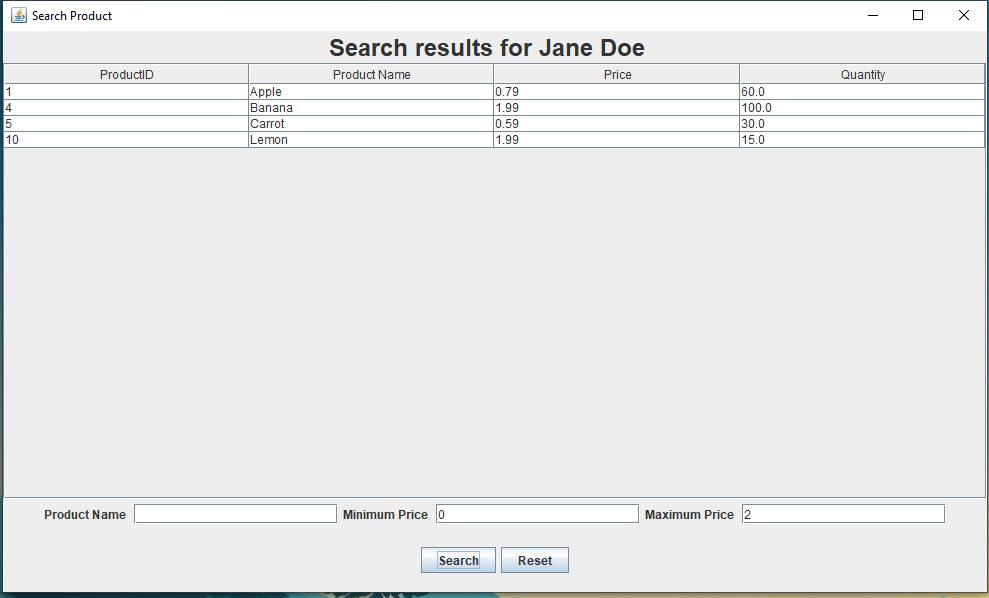 Search Product
Search results for Jane Doe
ProductID Product Name Price Quantity
1 Apple 0.79 60.0
4 Banana 1.99 100.0
5 Carrot 0.59 30.0
10 Lemon 1.99 15.0
Product Name Minimum Price 0 Maximum Price 2
Search Reset